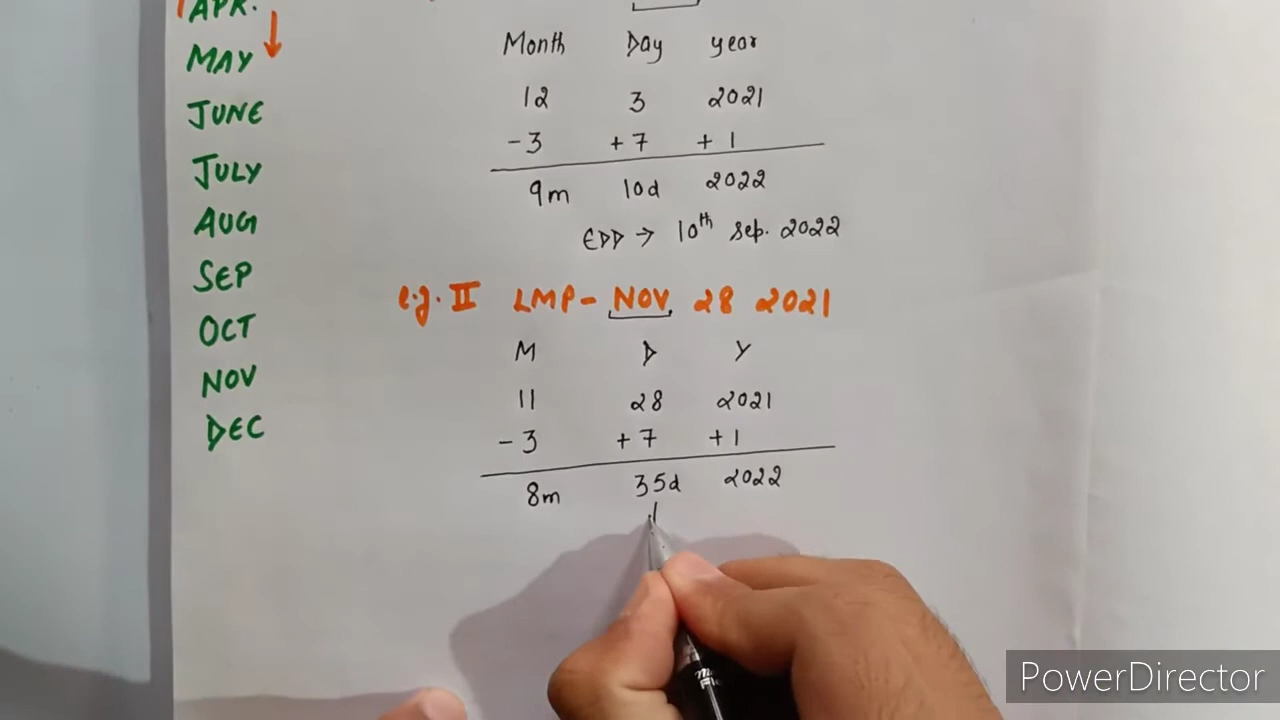 APR.
MAY
JUNE
JULY
AUG
SEP
OCT
NOV
DEC
Month Day year
12 3 2021
-3 +7 +1
9m 10d 2022
EDD → 10th Sep. 2022
e.g. II LMP- NOV 28 2021
M D Y
11 28 2021
-3 +7 +1
8m 35d 2022
PowerDirector